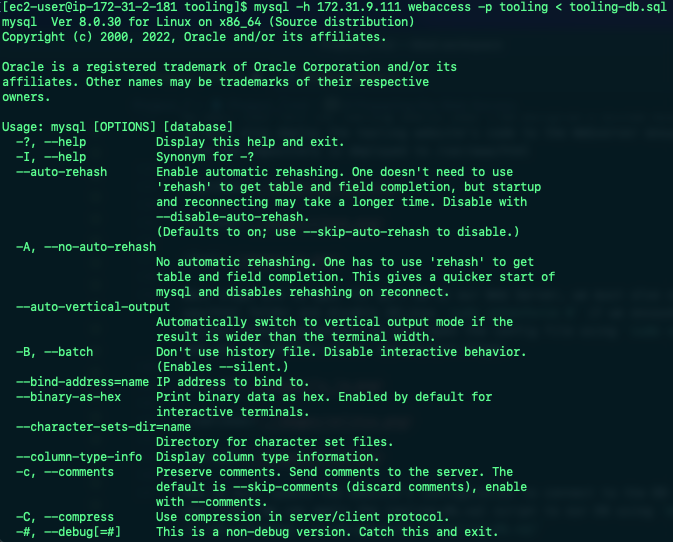 [ec2-user@ip-172-31-2-181 tooling]$ mysql -h 172.31.9.111 webaccess -p tooling < tooling-db.sql
mysql  Ver 8.0.30 for Linux on x86_64 (Source distribution)
Copyright (c) 2000, 2022, Oracle and/or its affiliates.

Oracle is a registered trademark of Oracle Corporation and/or its
affiliates. Other names may be trademarks of their respective
owners.

Usage: mysql [OPTIONS] [database]
  -?, --help          Display this help and exit.
  -I, --help          Synonym for -?
  --auto-rehash       Enable automatic rehashing. One doesn't need to use
                      'rehash' to get table and field completion, but startup
                      and reconnecting may take a longer time. Disable with
                      --disable-auto-rehash.
                      (Defaults to on; use --skip-auto-rehash to disable.)
  -A, --no-auto-rehash
                      No automatic rehashing. One has to use 'rehash' to get
                      table and field completion. This gives a quicker start of
                      mysql and disables rehashing on reconnect.
  --auto-vertical-output
                      Automatically switch to vertical output mode if the
                      result is wider than the terminal width.
  -B, --batch         Don't use history file. Disable interactive behavior.
                      (Enables --silent.)
  --bind-address=name IP address to bind to.
  --binary-as-hex     Print binary data as hex. Enabled by default for
                      interactive terminals.
  --character-sets-dir=name
                      Directory for character set files.
  --column-type-info  Display column type information.
  -c, --comments      Preserve comments. Send comments to the server. The
                      default is --skip-comments (discard comments), enable
                      with --comments.
  -C, --compress      Use compression in server/client protocol.
  -#, --debug[=#]     This is a non-debug version. Catch this and exit.